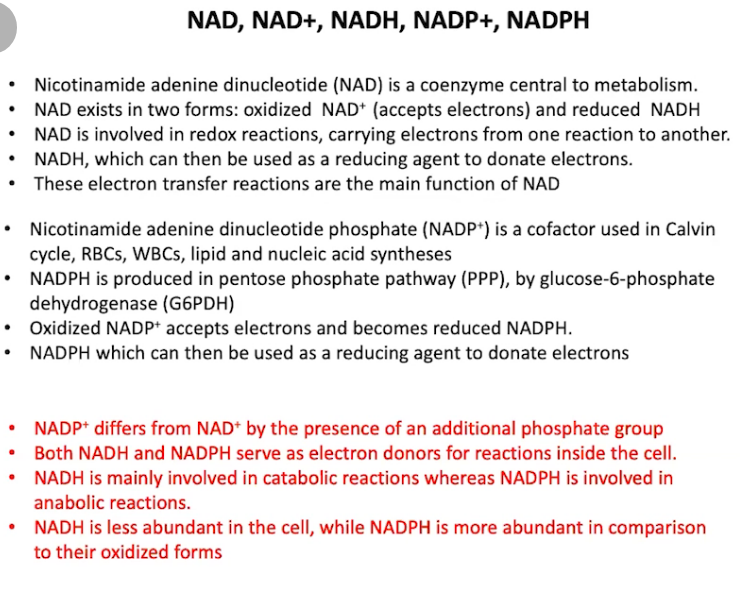 NAD, NAD+, NADH, NADP+, NADPH
• Nicotinamide adenine dinucleotide (NAD) is a coenzyme central to metabolism.
• NAD exists in two forms: oxidized NAD⁺ (accepts electrons) and reduced NADH
• NAD is involved in redox reactions, carrying electrons from one reaction to another.
• NADH, which can then be used as a reducing agent to donate electrons.
• These electron transfer reactions are the main function of NAD
• Nicotinamide adenine dinucleotide phosphate (NADP⁺) is a cofactor used in Calvin
cycle, RBCs, WBCs, lipid and nucleic acid syntheses
• NADPH is produced in pentose phosphate pathway (PPP), by glucose-6-phosphate
dehydrogenase (G6PDH)
• Oxidized NADP⁺ accepts electrons and becomes reduced NADPH.
• NADPH which can then be used as a reducing agent to donate electrons
• NADP⁺ differs from NAD⁺ by the presence of an additional phosphate group
• Both NADH and NADPH serve as electron donors for reactions inside the cell.
• NADH is mainly involved in catabolic reactions whereas NADPH is involved in
anabolic reactions.
• NADH is less abundant in the cell, while NADPH is more abundant in comparison
to their oxidized forms